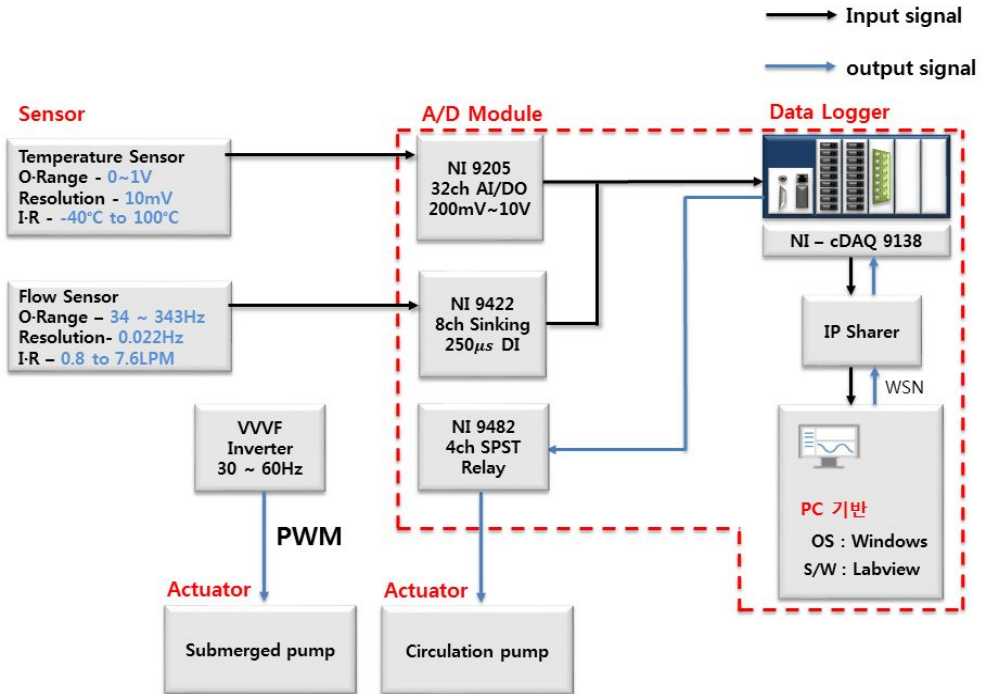 Input signal
output signal
Sensor
Temperature Sensor
O·Range - 0~1V
Resolution - 10mV
I·R - -40℃ to 100℃
Flow Sensor
O·Range – 34 ~ 343Hz
Resolution- 0.022Hz
I·R – 0.8 to 7.6LPM
A/D Module
NI 9205
32ch AI/DO
200mV~10V
NI 9422
8ch Sinking
250μs DI
NI 9482
4ch SPST
Relay
Data Logger
NI – cDAQ 9138
IP Sharer
WSN
PC 기반
OS : Windows
S/W : Labview
VVVF
Inverter
30 ~ 60Hz
PWM
Actuator
Submerged pump
Actuator
Circulation pump